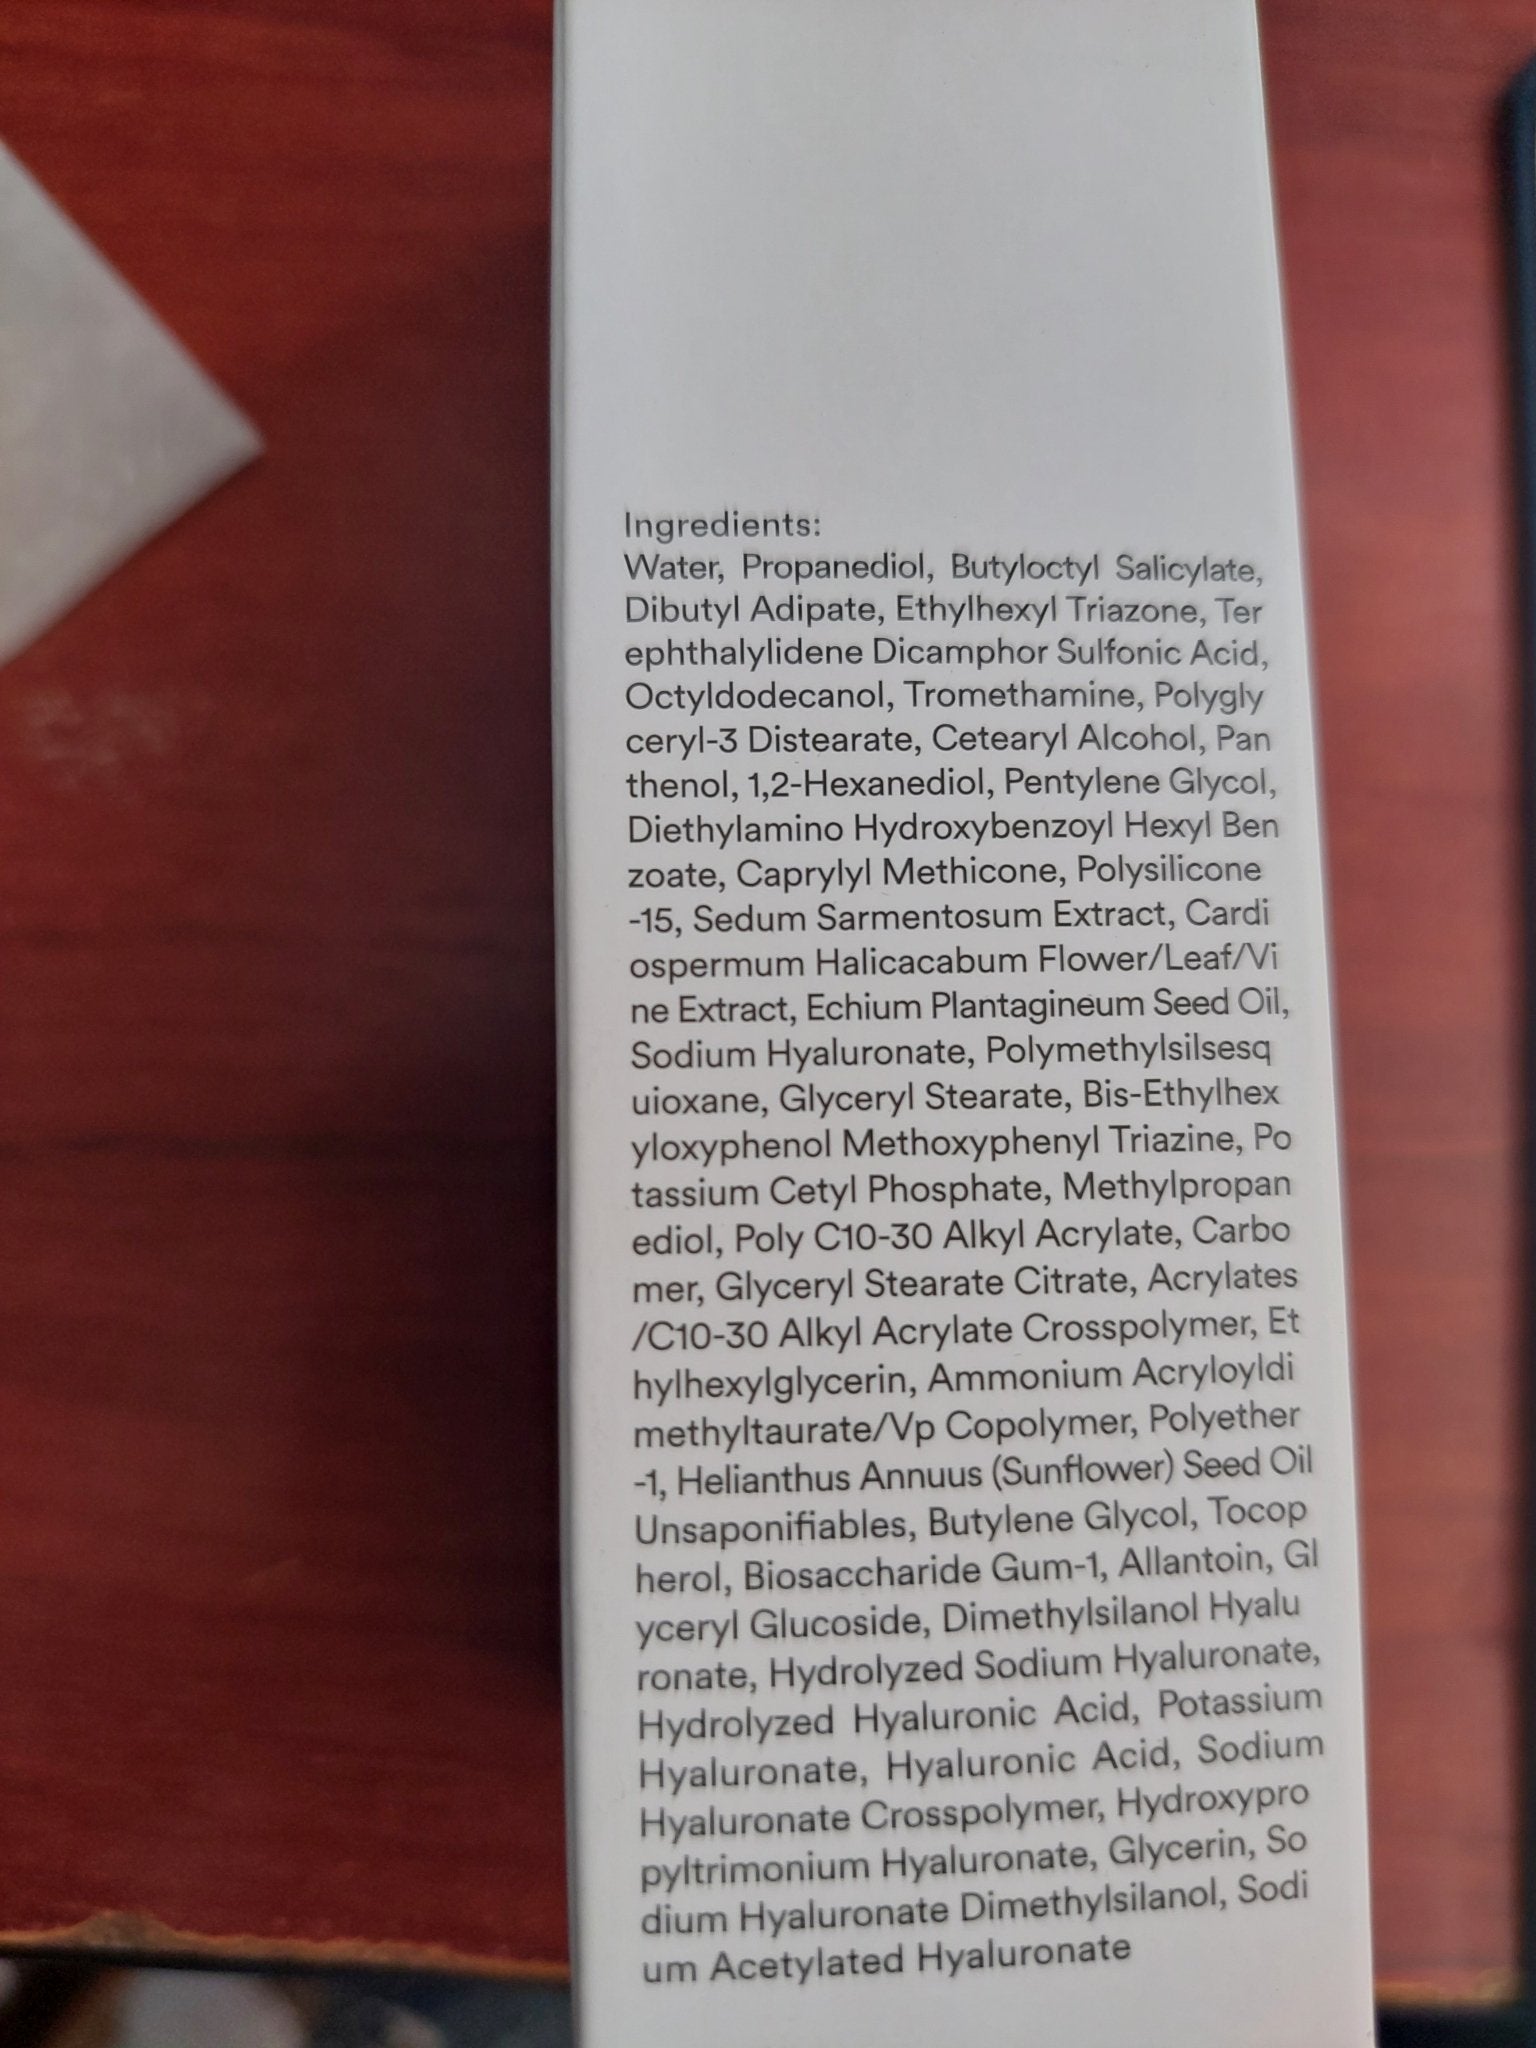 Ingredients:
Water, Propanediol, Butyloctyl Salicylate,
Dibutyl Adipate, Ethylhexyl Triazone, Ter
ephthalylidene Dicamphor Sulfonic Acid,
Octyldodecanol, Tromethamine, Polygly
ceryl-3 Distearate, Cetearyl Alcohol, Pan
thenol, 1,2-Hexanediol, Pentylene Glycol,
Diethylamino Hydroxybenzoyl Hexyl Ben
zoate, Caprylyl Methicone, Polysilicone
-15, Sedum Sarmentosum Extract, Cardi
ospermum Halicacabum Flower/Leaf/Vi
ne Extract, Echium Plantagineum Seed Oil,
Sodium Hyaluronate, Polymethylsilsesq
uioxane, Glyceryl Stearate, Bis-Ethylhex
yloxyphenol Methoxyphenyl Triazine, Po
tassium Cetyl Phosphate, Methylpropan
ediol, Poly C10-30 Alkyl Acrylate, Carbo
mer, Glyceryl Stearate Citrate, Acrylates
/C10-30 Alkyl Acrylate Crosspolymer, Et
hylhexylglycerin, Ammonium Acryloyldi
methyltaurate/Vp Copolymer, Polyether
-1, Helianthus Annuus (Sunflower) Seed Oil
Unsaponifiables, Butylene Glycol, Tocop
herol, Biosaccharide Gum-1, Allantoin, Gl
yceryl Glucoside, Dimethylsilanol Hyalu
ronate, Hydrolyzed Sodium Hyaluronate,
Hydrolyzed Hyaluronic Acid, Potassium
Hyaluronate, Hyaluronic Acid, Sodium
Hyaluronate Crosspolymer, Hydroxypro
pyltrimonium Hyaluronate, Glycerin, So
dium Hyaluronate Dimethylsilanol, Sodi
um Acetylated Hyaluronate